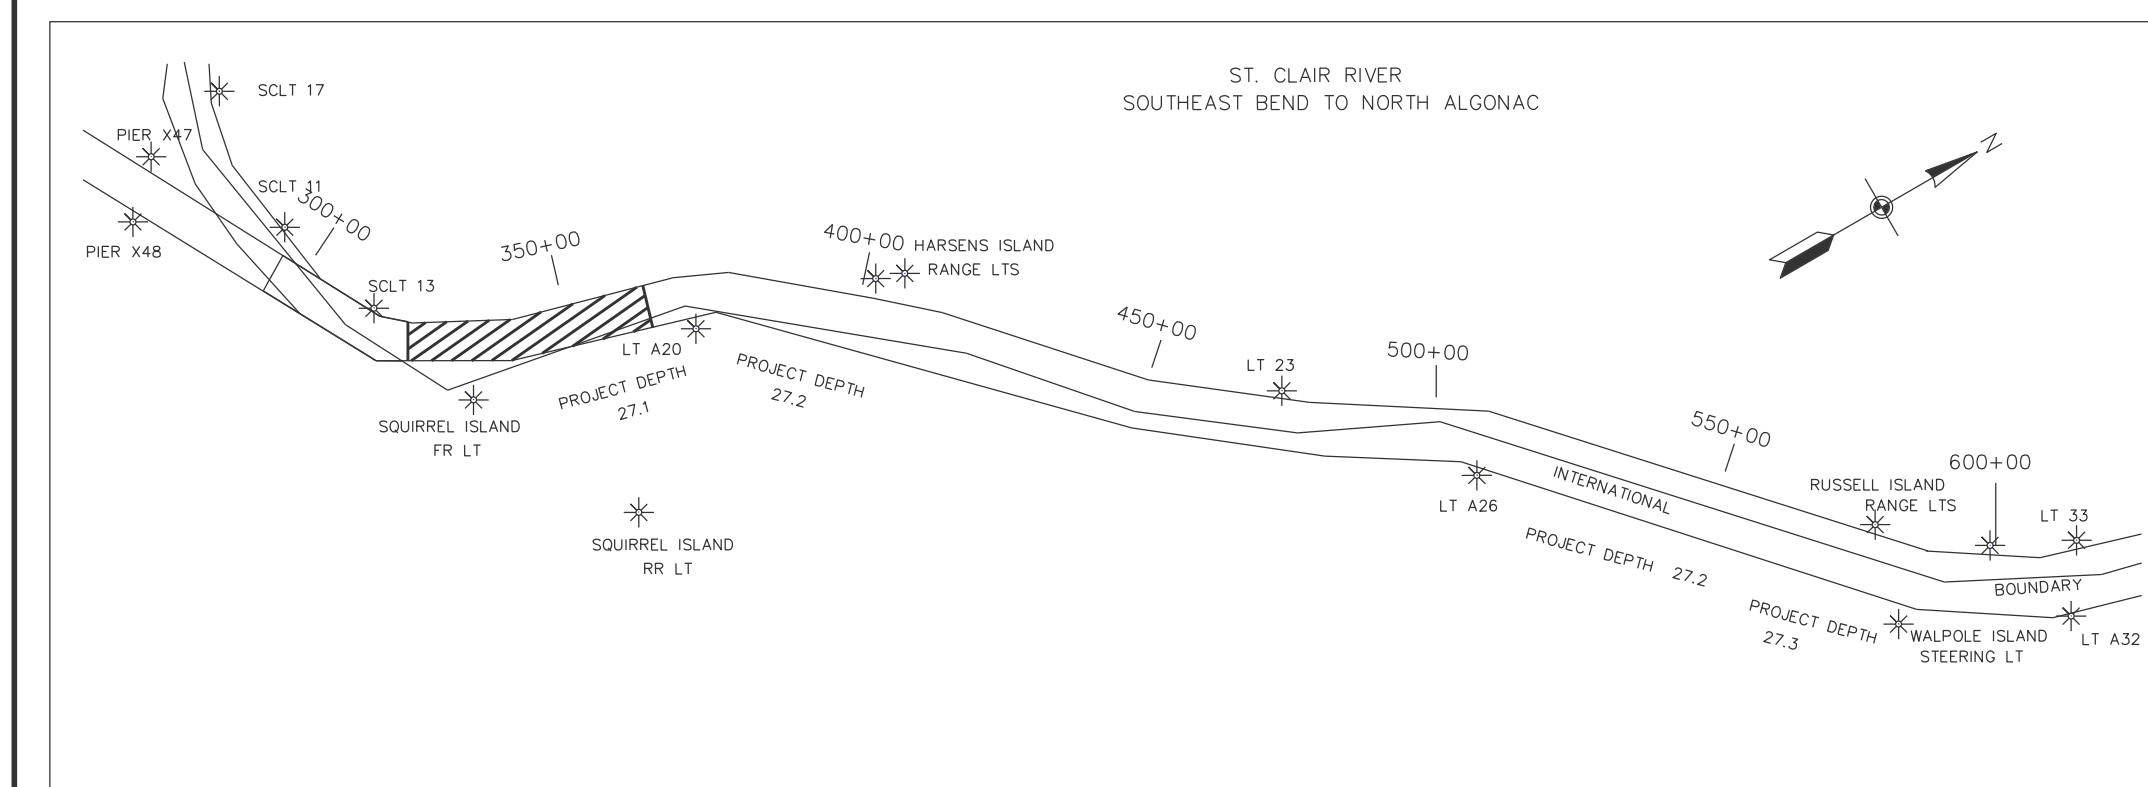 ST. CLAIR RIVER
SOUTHEAST BEND TO NORTH ALGONAC
N
SCLT 17
PIER X47
SCLT 11
300+00
PIER X48
SCLT 13
350+00
400+00
HARSENS ISLAND
RANGE LTS
LT A20
PROJECT DEPTH
27.1
PROJECT DEPTH
27.2
SQUIRREL ISLAND
FR LT
SQUIRREL ISLAND
RR LT
450+00
LT 23
500+00
LT A26
INTERNATIONAL
PROJECT DEPTH 27.2
550+00
RUSSELL ISLAND
RANGE LTS
600+00
LT 33
BOUNDARY
PROJECT DEPTH
27.3
WALPOLE ISLAND
STEERING LT
LT A32